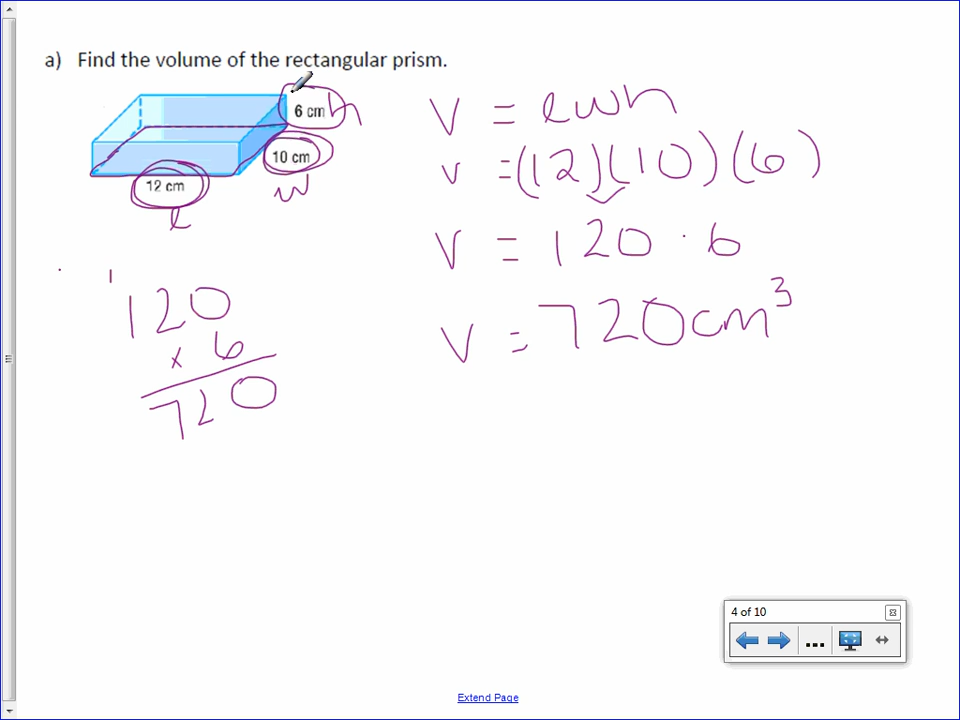 a) Find the volume of the rectangular prism.
6 cm h
10 cm
w
12 cm
l
V = lwh
V = (12)(10)(6)
V = 120 · 6
V = 720 cm³
1
120
x 6
720
4 of 10
...
Extend Page